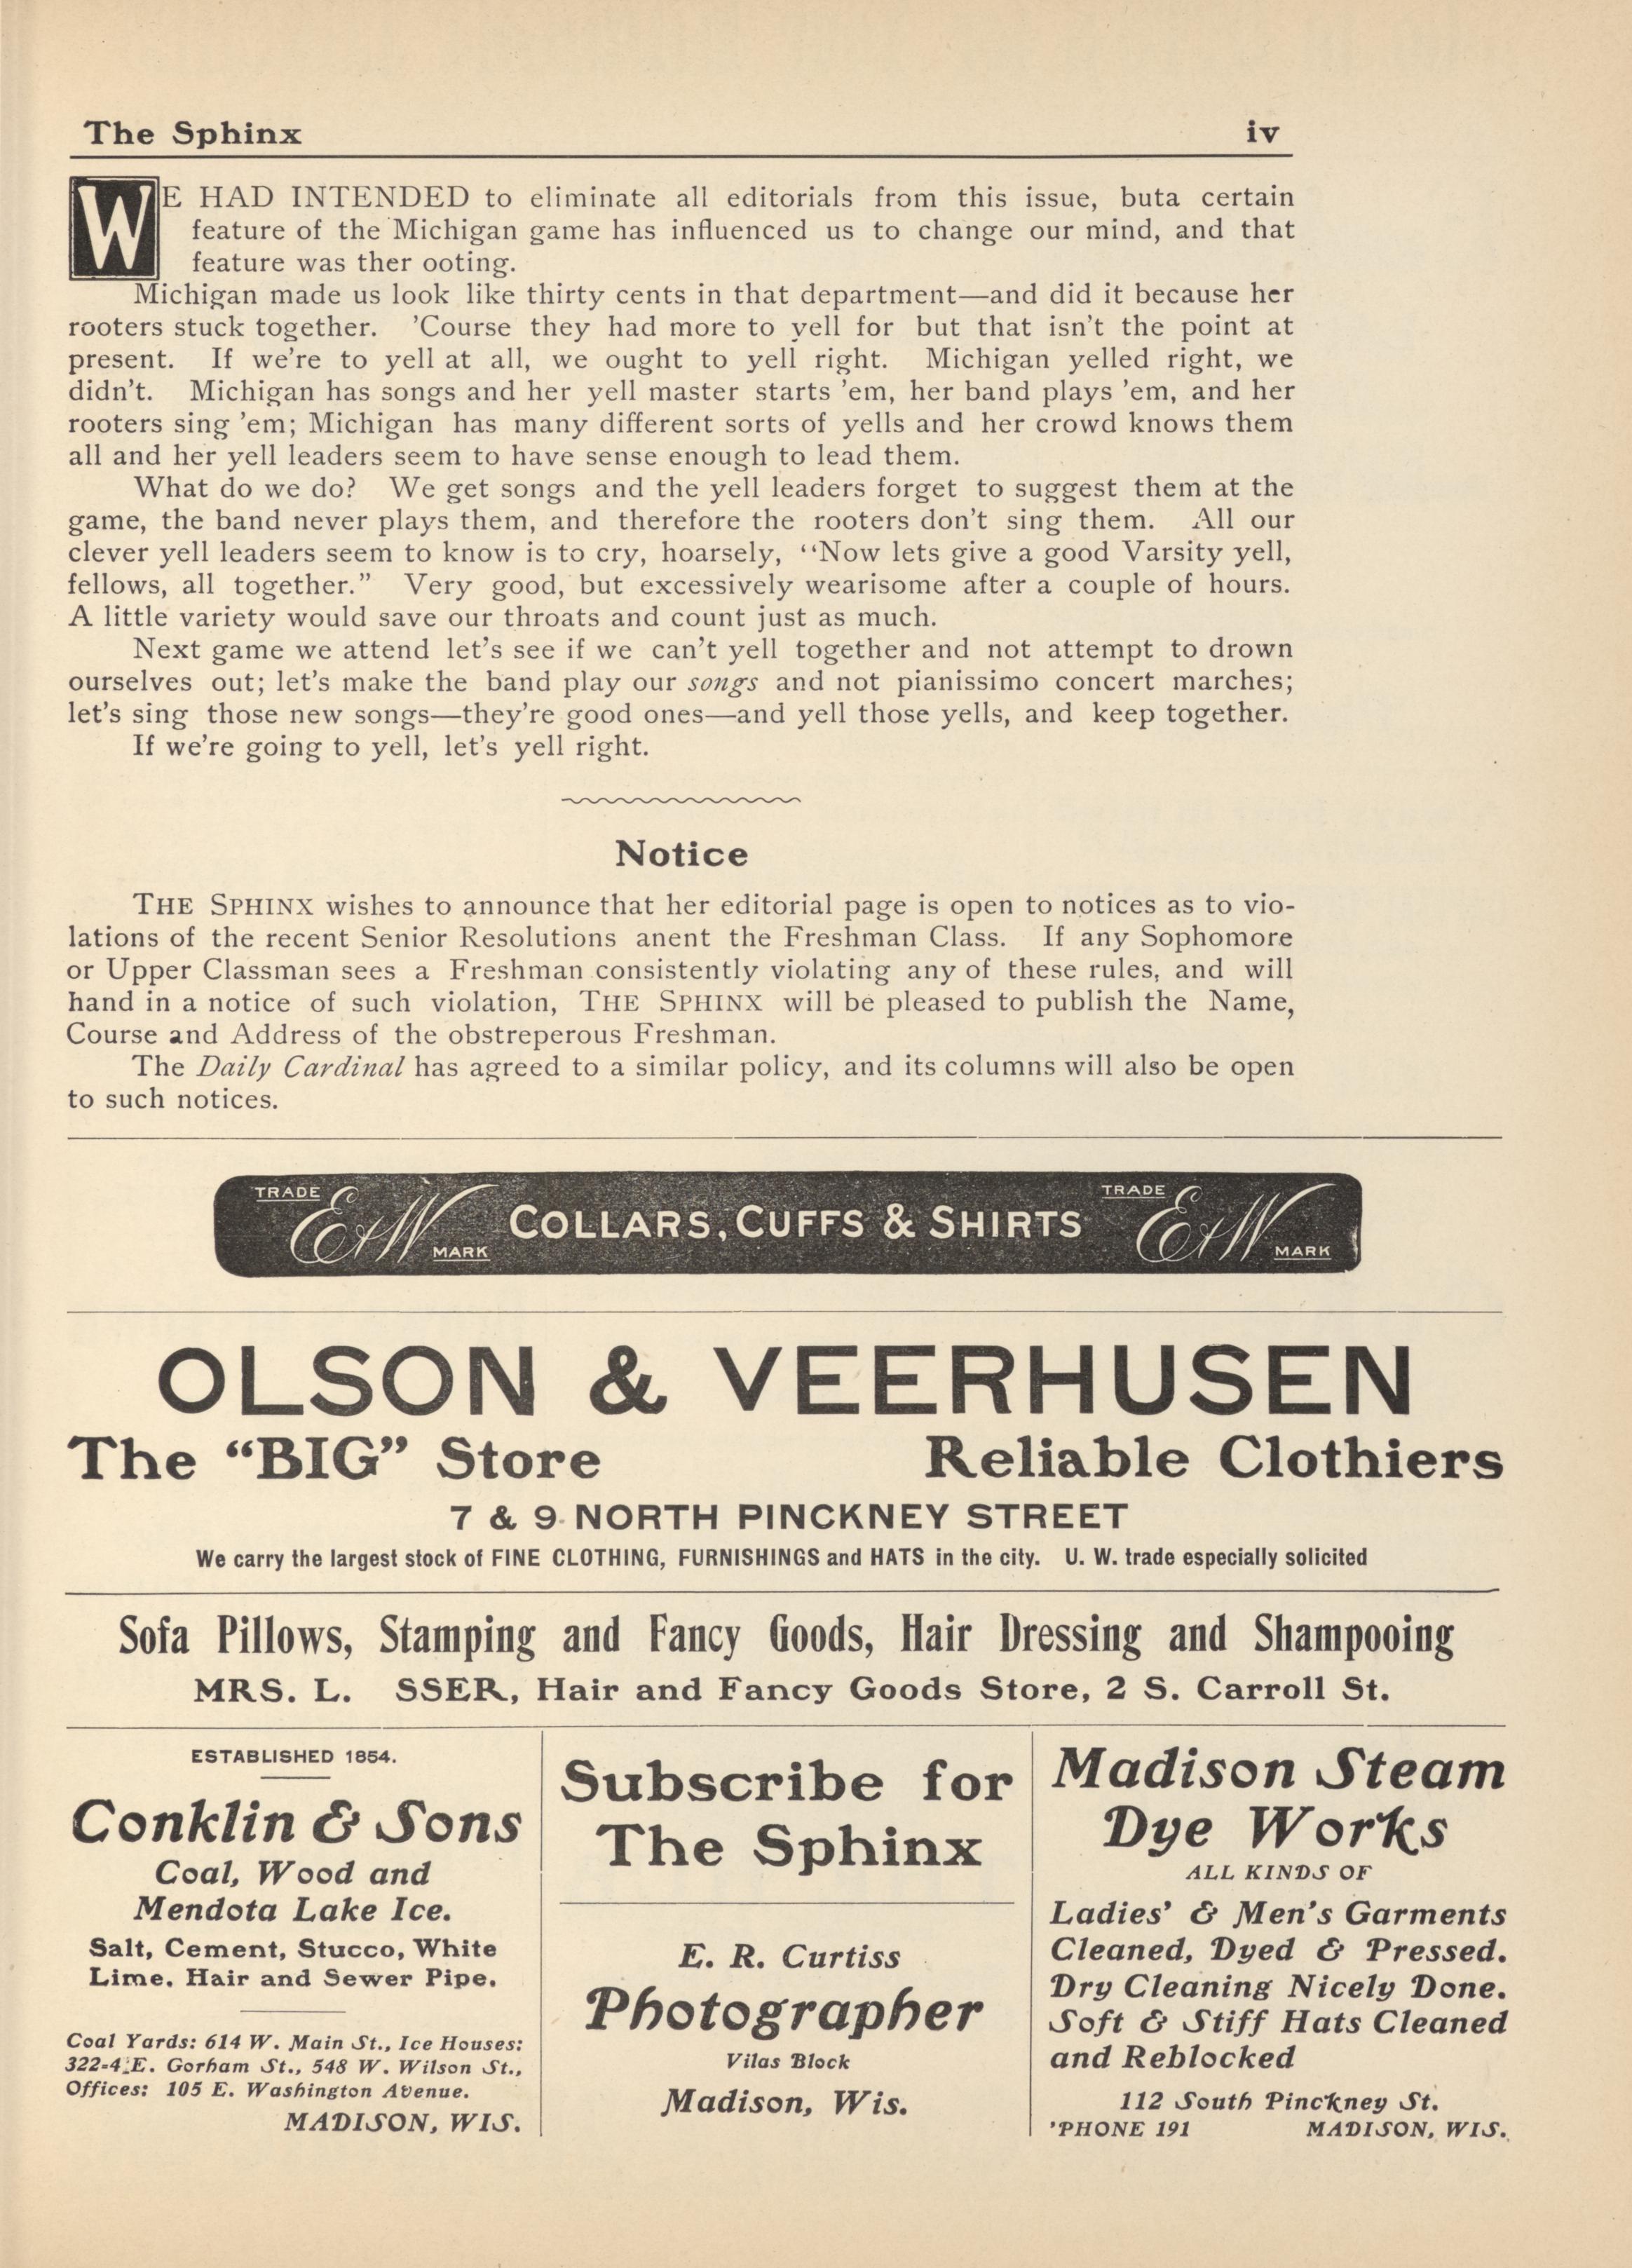 The Sphinx iv
WE HAD INTENDED to eliminate all editorials from this issue, buta certain
feature of the Michigan game has influenced us to change our mind, and that
feature was ther ooting.
Michigan made us look like thirty cents in that department—and did it because her
rooters stuck together. 'Course they had more to yell for but that isn't the point at
present. If we're to yell at all, we ought to yell right. Michigan yelled right, we
didn't. Michigan has songs and her yell master starts 'em, her band plays 'em, and her
rooters sing 'em; Michigan has many different sorts of yells and her crowd knows them
all and her yell leaders seem to have sense enough to lead them.
What do we do? We get songs and the yell leaders forget to suggest them at the
game, the band never plays them, and therefore the rooters don't sing them. All our
clever yell leaders seem to know is to cry, hoarsely, "Now lets give a good Varsity yell,
fellows, all together." Very good, but excessively wearisome after a couple of hours.
A little variety would save our throats and count just as much.
Next game we attend let's see if we can't yell together and not attempt to drown
ourselves out; let's make the band play our songs and not pianissimo concert marches;
let's sing those new songs—they're good ones—and yell those yells, and keep together.
If we're going to yell, let's yell right.
Notice
THE SPHINX wishes to announce that her editorial page is open to notices as to vio-
lations of the recent Senior Resolutions anent the Freshman Class. If any Sophomore
or Upper Classman sees a Freshman consistently violating any of these rules, and will
hand in a notice of such violation, THE SPHINX will be pleased to publish the Name,
Course and Address of the obstreperous Freshman.
The Daily Cardinal has agreed to a similar policy, and its columns will also be open
to such notices.
TRADE E&W MARK COLLARS, CUFFS & SHIRTS TRADE E&W MARK
OLSON & VEERHUSEN
The "BIG" Store Reliable Clothiers
7 & 9 NORTH PINCKNEY STREET
We carry the largest stock of FINE CLOTHING, FURNISHINGS and HATS in the city. U. W. trade especially solicited
Sofa Pillows, Stamping and Fancy Goods, Hair Dressing and Shampooing
MRS. L. SSER, Hair and Fancy Goods Store, 2 S. Carroll St.
ESTABLISHED 1854.
Conklin & Sons
Coal, Wood and
Mendota Lake Ice.
Salt, Cement, Stucco, White
Lime. Hair and Sewer Pipe.
Coal Yards: 614 W. Main St., Ice Houses:
322-4 E. Gorham St., 548 W. Wilson St.,
Offices: 105 E. Washington Avenue.
MADISON, WIS.
Subscribe for
The Sphinx
E. R. Curtiss
Photographer
Vilas Block
Madison, Wis.
Madison Steam
Dye Works
ALL KINDS OF
Ladies' & Men's Garments
Cleaned, Dyed & Pressed.
Dry Cleaning Nicely Done.
Soft & Stiff Hats Cleaned
and Reblocked
112 South Pinckney St.
'PHONE 191 MADISON, WIS.